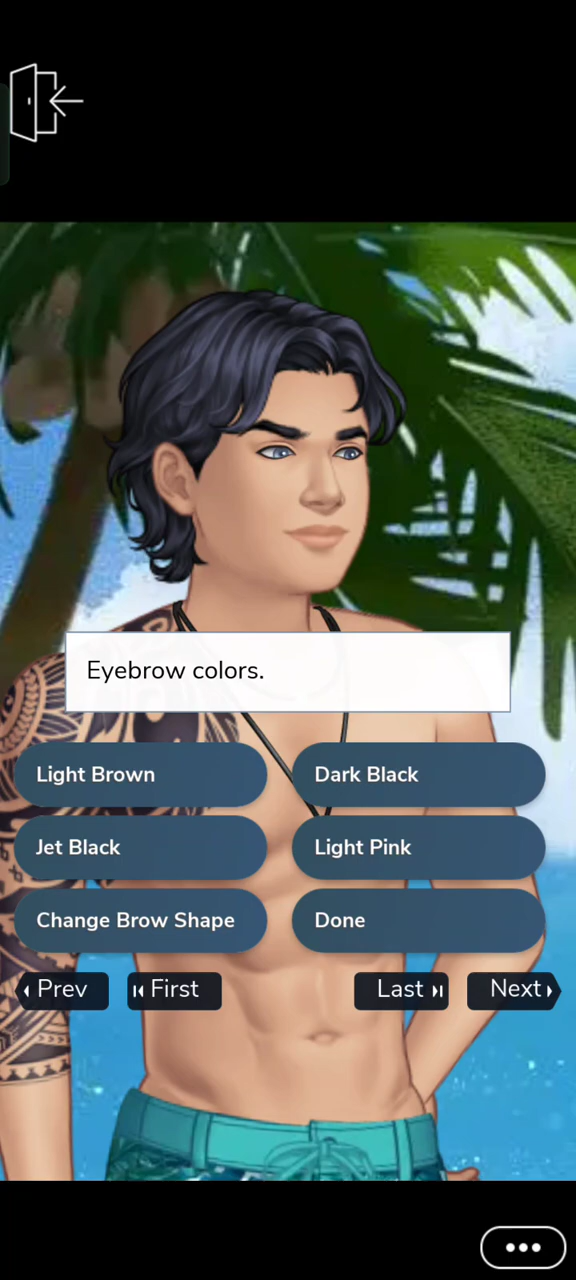 Eyebrow colors.
Light Brown
Dark Black
Jet Black
Light Pink
Change Brow Shape
Done
Prev
First
Last
Next